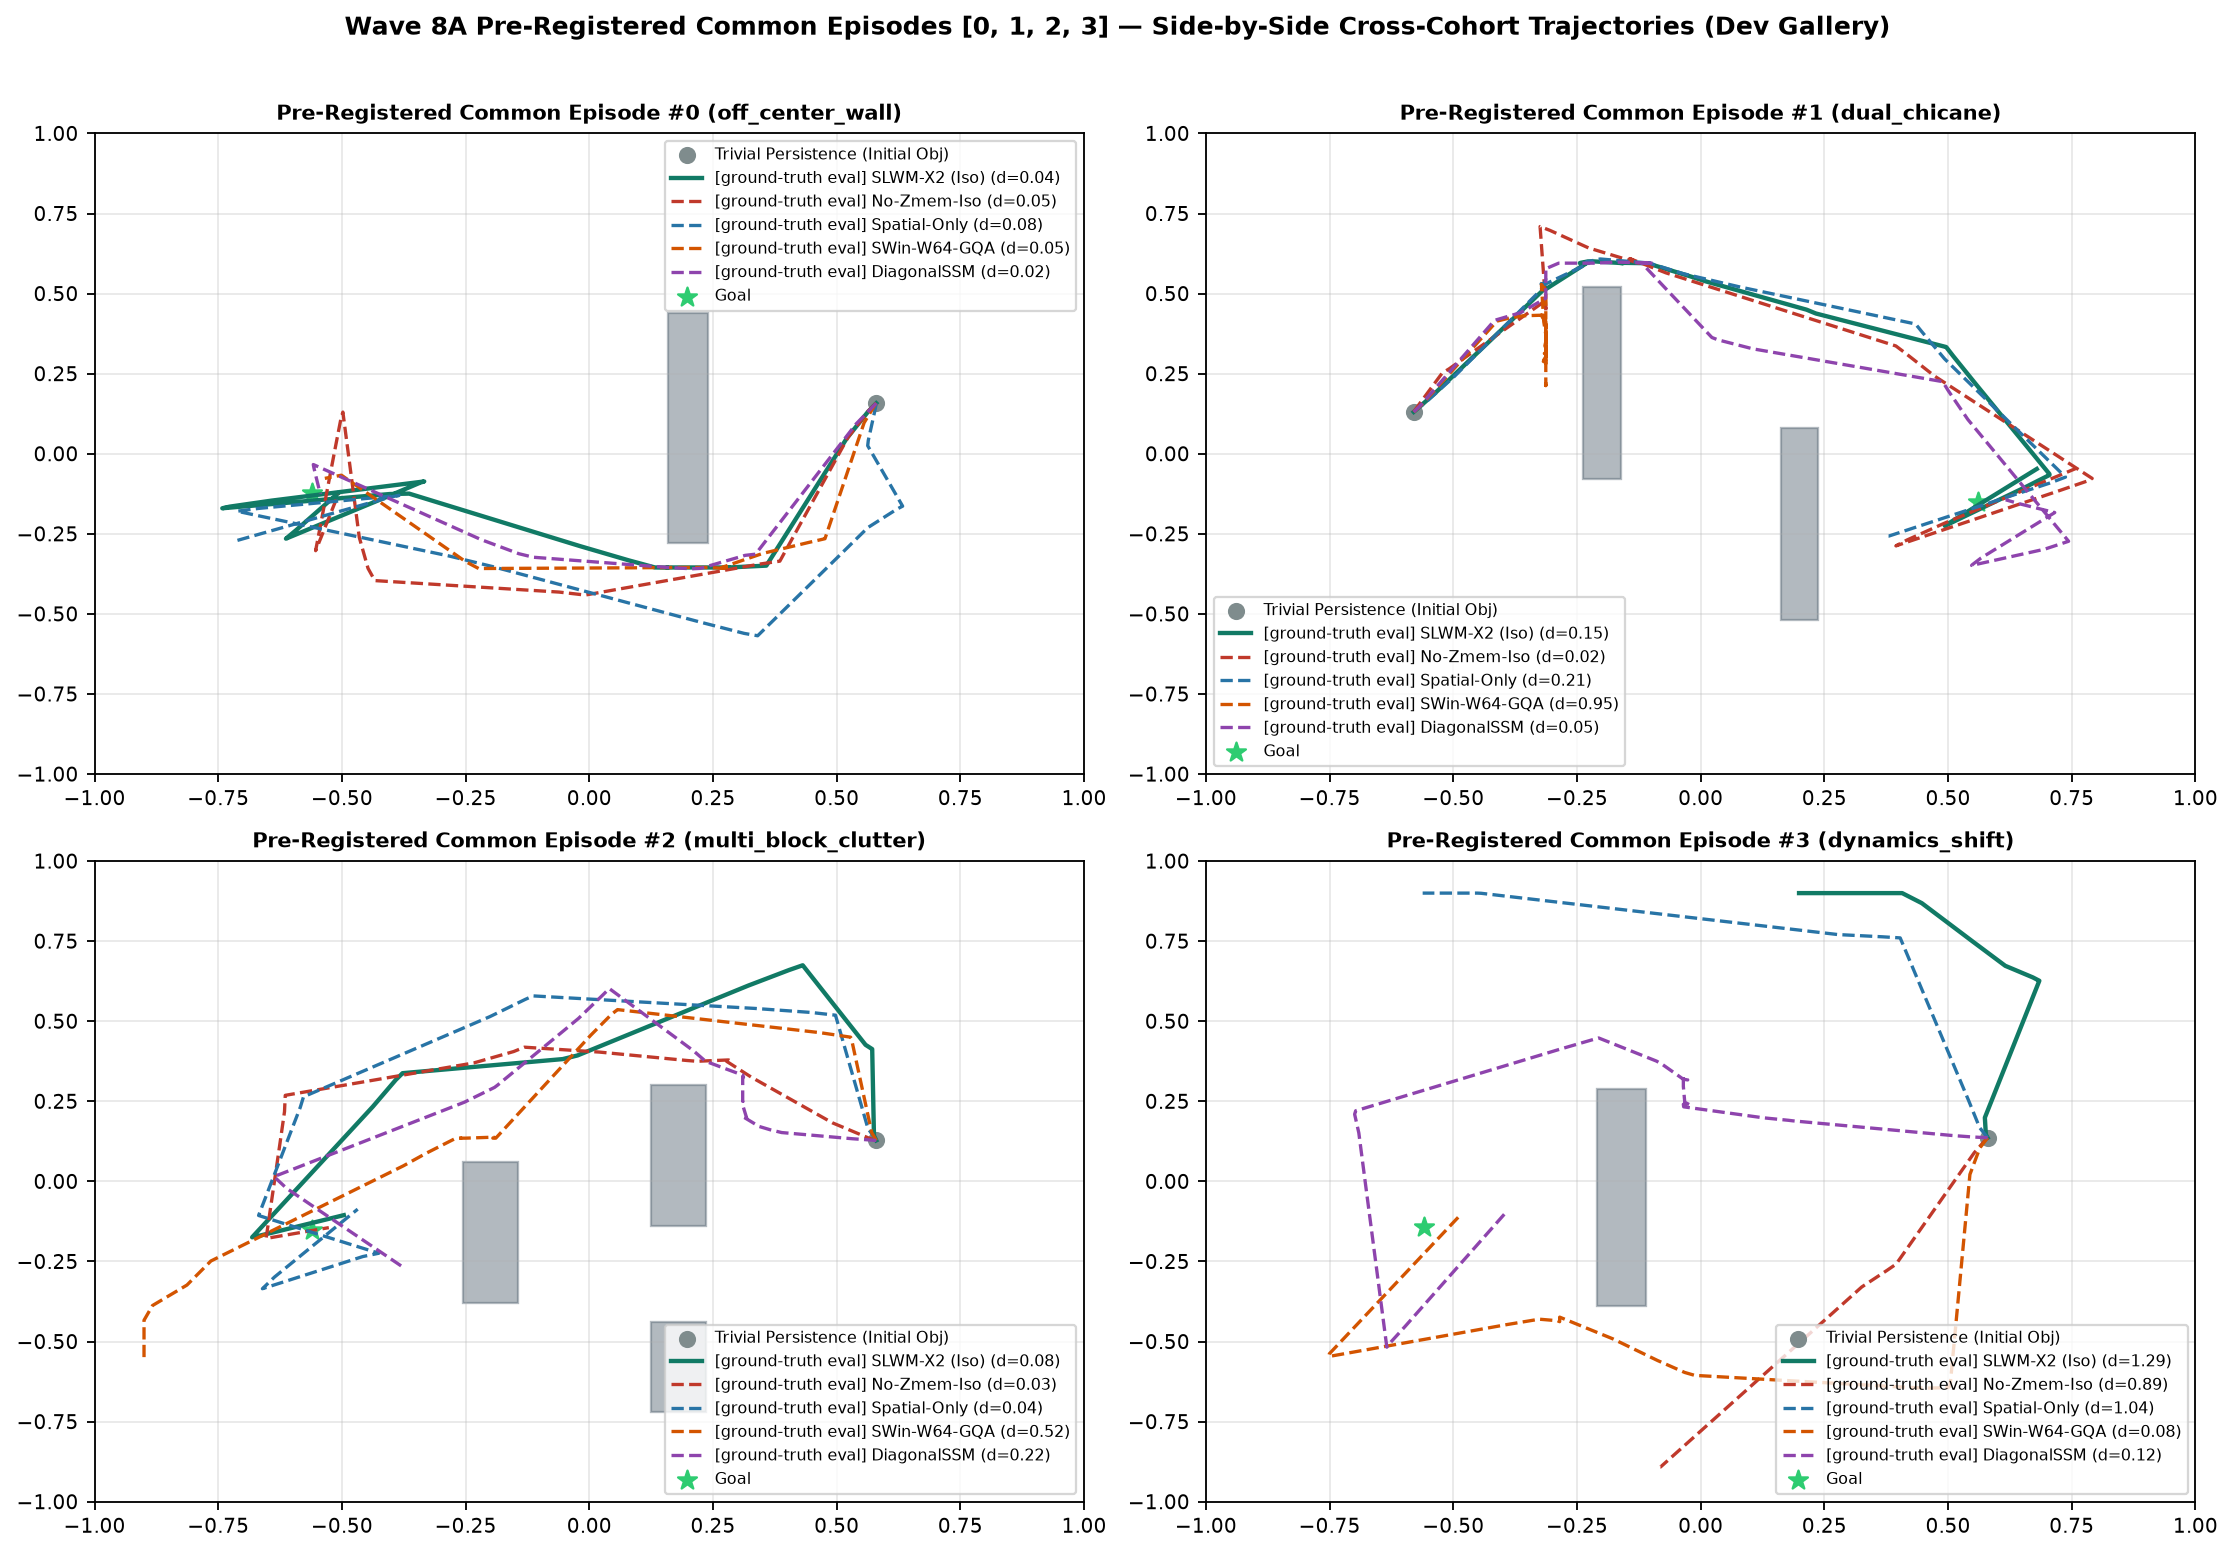 Wave 8A Pre-Registered Common Episodes [0, 1, 2, 3] — Side-by-Side Cross-Cohort Trajectories (Dev Gallery)
Pre-Registered Common Episode #0 (off_center_wall)
1.00
0.75
0.50
0.25
0.00
−0.25
−0.50
−0.75
−1.00
−1.00 −0.75 −0.50 −0.25 0.00 0.25 0.50 0.75 1.00
Trivial Persistence (Initial Obj)
[ground-truth eval] SLWM-X2 (Iso) (d=0.04)
[ground-truth eval] No-Zmem-Iso (d=0.05)
[ground-truth eval] Spatial-Only (d=0.08)
[ground-truth eval] SWin-W64-GQA (d=0.05)
[ground-truth eval] DiagonalSSM (d=0.02)
Goal
Pre-Registered Common Episode #1 (dual_chicane)
1.00
0.75
0.50
0.25
0.00
−0.25
−0.50
−0.75
−1.00
−1.00 −0.75 −0.50 −0.25 0.00 0.25 0.50 0.75 1.00
Trivial Persistence (Initial Obj)
[ground-truth eval] SLWM-X2 (Iso) (d=0.15)
[ground-truth eval] No-Zmem-Iso (d=0.02)
[ground-truth eval] Spatial-Only (d=0.21)
[ground-truth eval] SWin-W64-GQA (d=0.95)
[ground-truth eval] DiagonalSSM (d=0.05)
Goal
Pre-Registered Common Episode #2 (multi_block_clutter)
1.00
0.75
0.50
0.25
0.00
−0.25
−0.50
−0.75
−1.00
−1.00 −0.75 −0.50 −0.25 0.00 0.25 0.50 0.75 1.00
Trivial Persistence (Initial Obj)
[ground-truth eval] SLWM-X2 (Iso) (d=0.08)
[ground-truth eval] No-Zmem-Iso (d=0.03)
[ground-truth eval] Spatial-Only (d=0.04)
[ground-truth eval] SWin-W64-GQA (d=0.52)
[ground-truth eval] DiagonalSSM (d=0.22)
Goal
Pre-Registered Common Episode #3 (dynamics_shift)
1.00
0.75
0.50
0.25
0.00
−0.25
−0.50
−0.75
−1.00
−1.00 −0.75 −0.50 −0.25 0.00 0.25 0.50 0.75 1.00
Trivial Persistence (Initial Obj)
[ground-truth eval] SLWM-X2 (Iso) (d=1.29)
[ground-truth eval] No-Zmem-Iso (d=0.89)
[ground-truth eval] Spatial-Only (d=1.04)
[ground-truth eval] SWin-W64-GQA (d=0.08)
[ground-truth eval] DiagonalSSM (d=0.12)
Goal